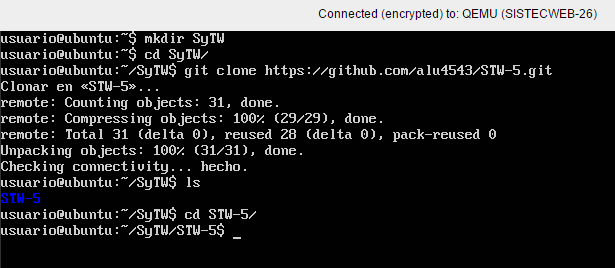 Connected (encrypted) to: QEMU (SISTECWEB-26)
usuario@ubuntu:~$ mkdir SyTW
usuario@ubuntu:~$ cd SyTW/
usuario@ubuntu:~/SyTW$ git clone https://github.com/alu4543/STW-5.git
Clonar en «STW-5»...
remote: Counting objects: 31, done.
remote: Compressing objects: 100% (29/29), done.
remote: Total 31 (delta 0), reused 28 (delta 0), pack-reused 0
Unpacking objects: 100% (31/31), done.
Checking connectivity... hecho.
usuario@ubuntu:~/SyTW$ ls
STW-5
usuario@ubuntu:~/SyTW$ cd STW-5/
usuario@ubuntu:~/SyTW/STW-5$ _